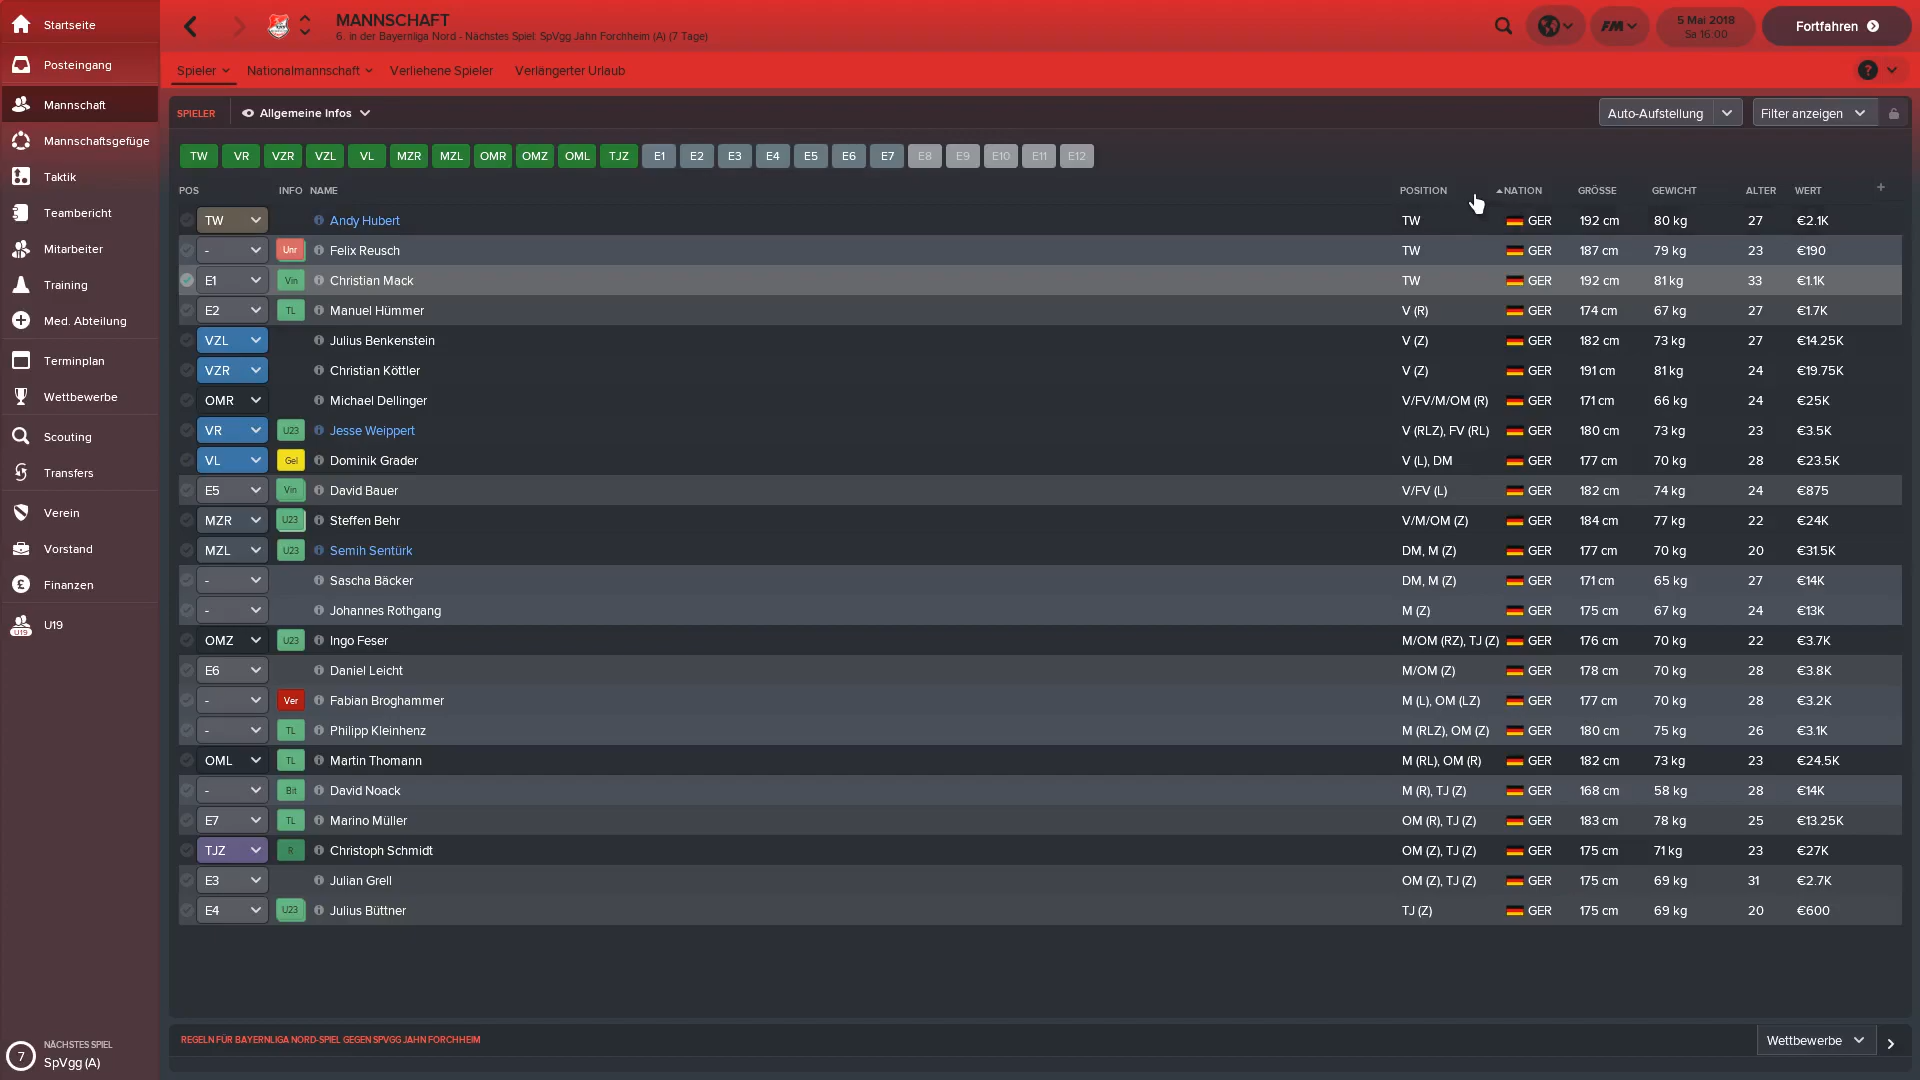 Startseite
Posteingang
Mannschaft
Mannschaftsgefüge
Taktik
Teambericht
Mitarbeiter
Training
Med. Abteilung
Terminplan
Wettbewerbe
Scouting
Transfers
Verein
Vorstand
Finanzen
U19 U19
7 NÄCHSTES SPIEL
SpVgg (A)
MANNSCHAFT
6. in der Bayernliga Nord - Nächstes Spiel: SpVgg Jahn Forchheim (A) (7 Tage)
FM
5 Mai 2018
Sa 16:00
Fortfahren
Spieler Nationalmannschaft Verliehene Spieler Verlängerter Urlaub ?
SPIELER Allgemeine Infos Auto-Aufstellung Filter anzeigen
TW VR VZR VZL VL MZR MZL OMR OMZ OML TJZ E1 E2 E3 E4 E5 E6 E7 E8 E9 E10 E11 E12
POS INFO NAME POSITION NATION GRÖSSE GEWICHT ALTER WERT +
TW Andy Hubert TW GER 192 cm 80 kg 27 €2.1K
- Unr Felix Reusch TW GER 187 cm 79 kg 23 €190
E1 Vin Christian Mack TW GER 192 cm 81 kg 33 €1.1K
E2 TL Manuel Hümmer V (R) GER 174 cm 67 kg 27 €1.7K
VZL Julius Benkenstein V (Z) GER 182 cm 73 kg 27 €14.25K
VZR Christian Köttler V (Z) GER 191 cm 81 kg 24 €19.75K
OMR Michael Dellinger V/FV/M/OM (R) GER 171 cm 66 kg 24 €25K
VR U23 Jesse Weippert V (RLZ), FV (RL) GER 180 cm 73 kg 23 €3.5K
VL Gel Dominik Grader V (L), DM GER 177 cm 70 kg 28 €23.5K
E5 Vin David Bauer V/FV (L) GER 182 cm 74 kg 24 €875
MZR U23 Steffen Behr V/M/OM (Z) GER 184 cm 77 kg 22 €24K
MZL U23 Semih Sentürk DM, M (Z) GER 177 cm 70 kg 20 €31.5K
- Sascha Bäcker DM, M (Z) GER 171 cm 65 kg 27 €14K
- Johannes Rothgang M (Z) GER 175 cm 67 kg 24 €13K
OMZ U23 Ingo Feser M/OM (RZ), TJ (Z) GER 176 cm 70 kg 22 €3.7K
E6 Daniel Leicht M/OM (Z) GER 178 cm 70 kg 28 €3.8K
- Ver Fabian Broghammer M (L), OM (LZ) GER 177 cm 70 kg 28 €3.2K
- TL Philipp Kleinhenz M (RLZ), OM (Z) GER 180 cm 75 kg 26 €3.1K
OML TL Martin Thomann M (RL), OM (R) GER 182 cm 73 kg 23 €24.5K
- Bit David Noack M (R), TJ (Z) GER 168 cm 58 kg 28 €14K
E7 TL Marino Müller OM (R), TJ (Z) GER 183 cm 78 kg 25 €13.25K
TJZ R Christoph Schmidt OM (Z), TJ (Z) GER 175 cm 71 kg 23 €27K
E3 Julian Grell OM (Z), TJ (Z) GER 175 cm 69 kg 31 €2.7K
E4 U23 Julius Büttner TJ (Z) GER 175 cm 69 kg 20 €600
REGELN FÜR BAYERNLIGA NORD-SPIEL GEGEN SPVGG JAHN FORCHHEIM Wettbewerbe